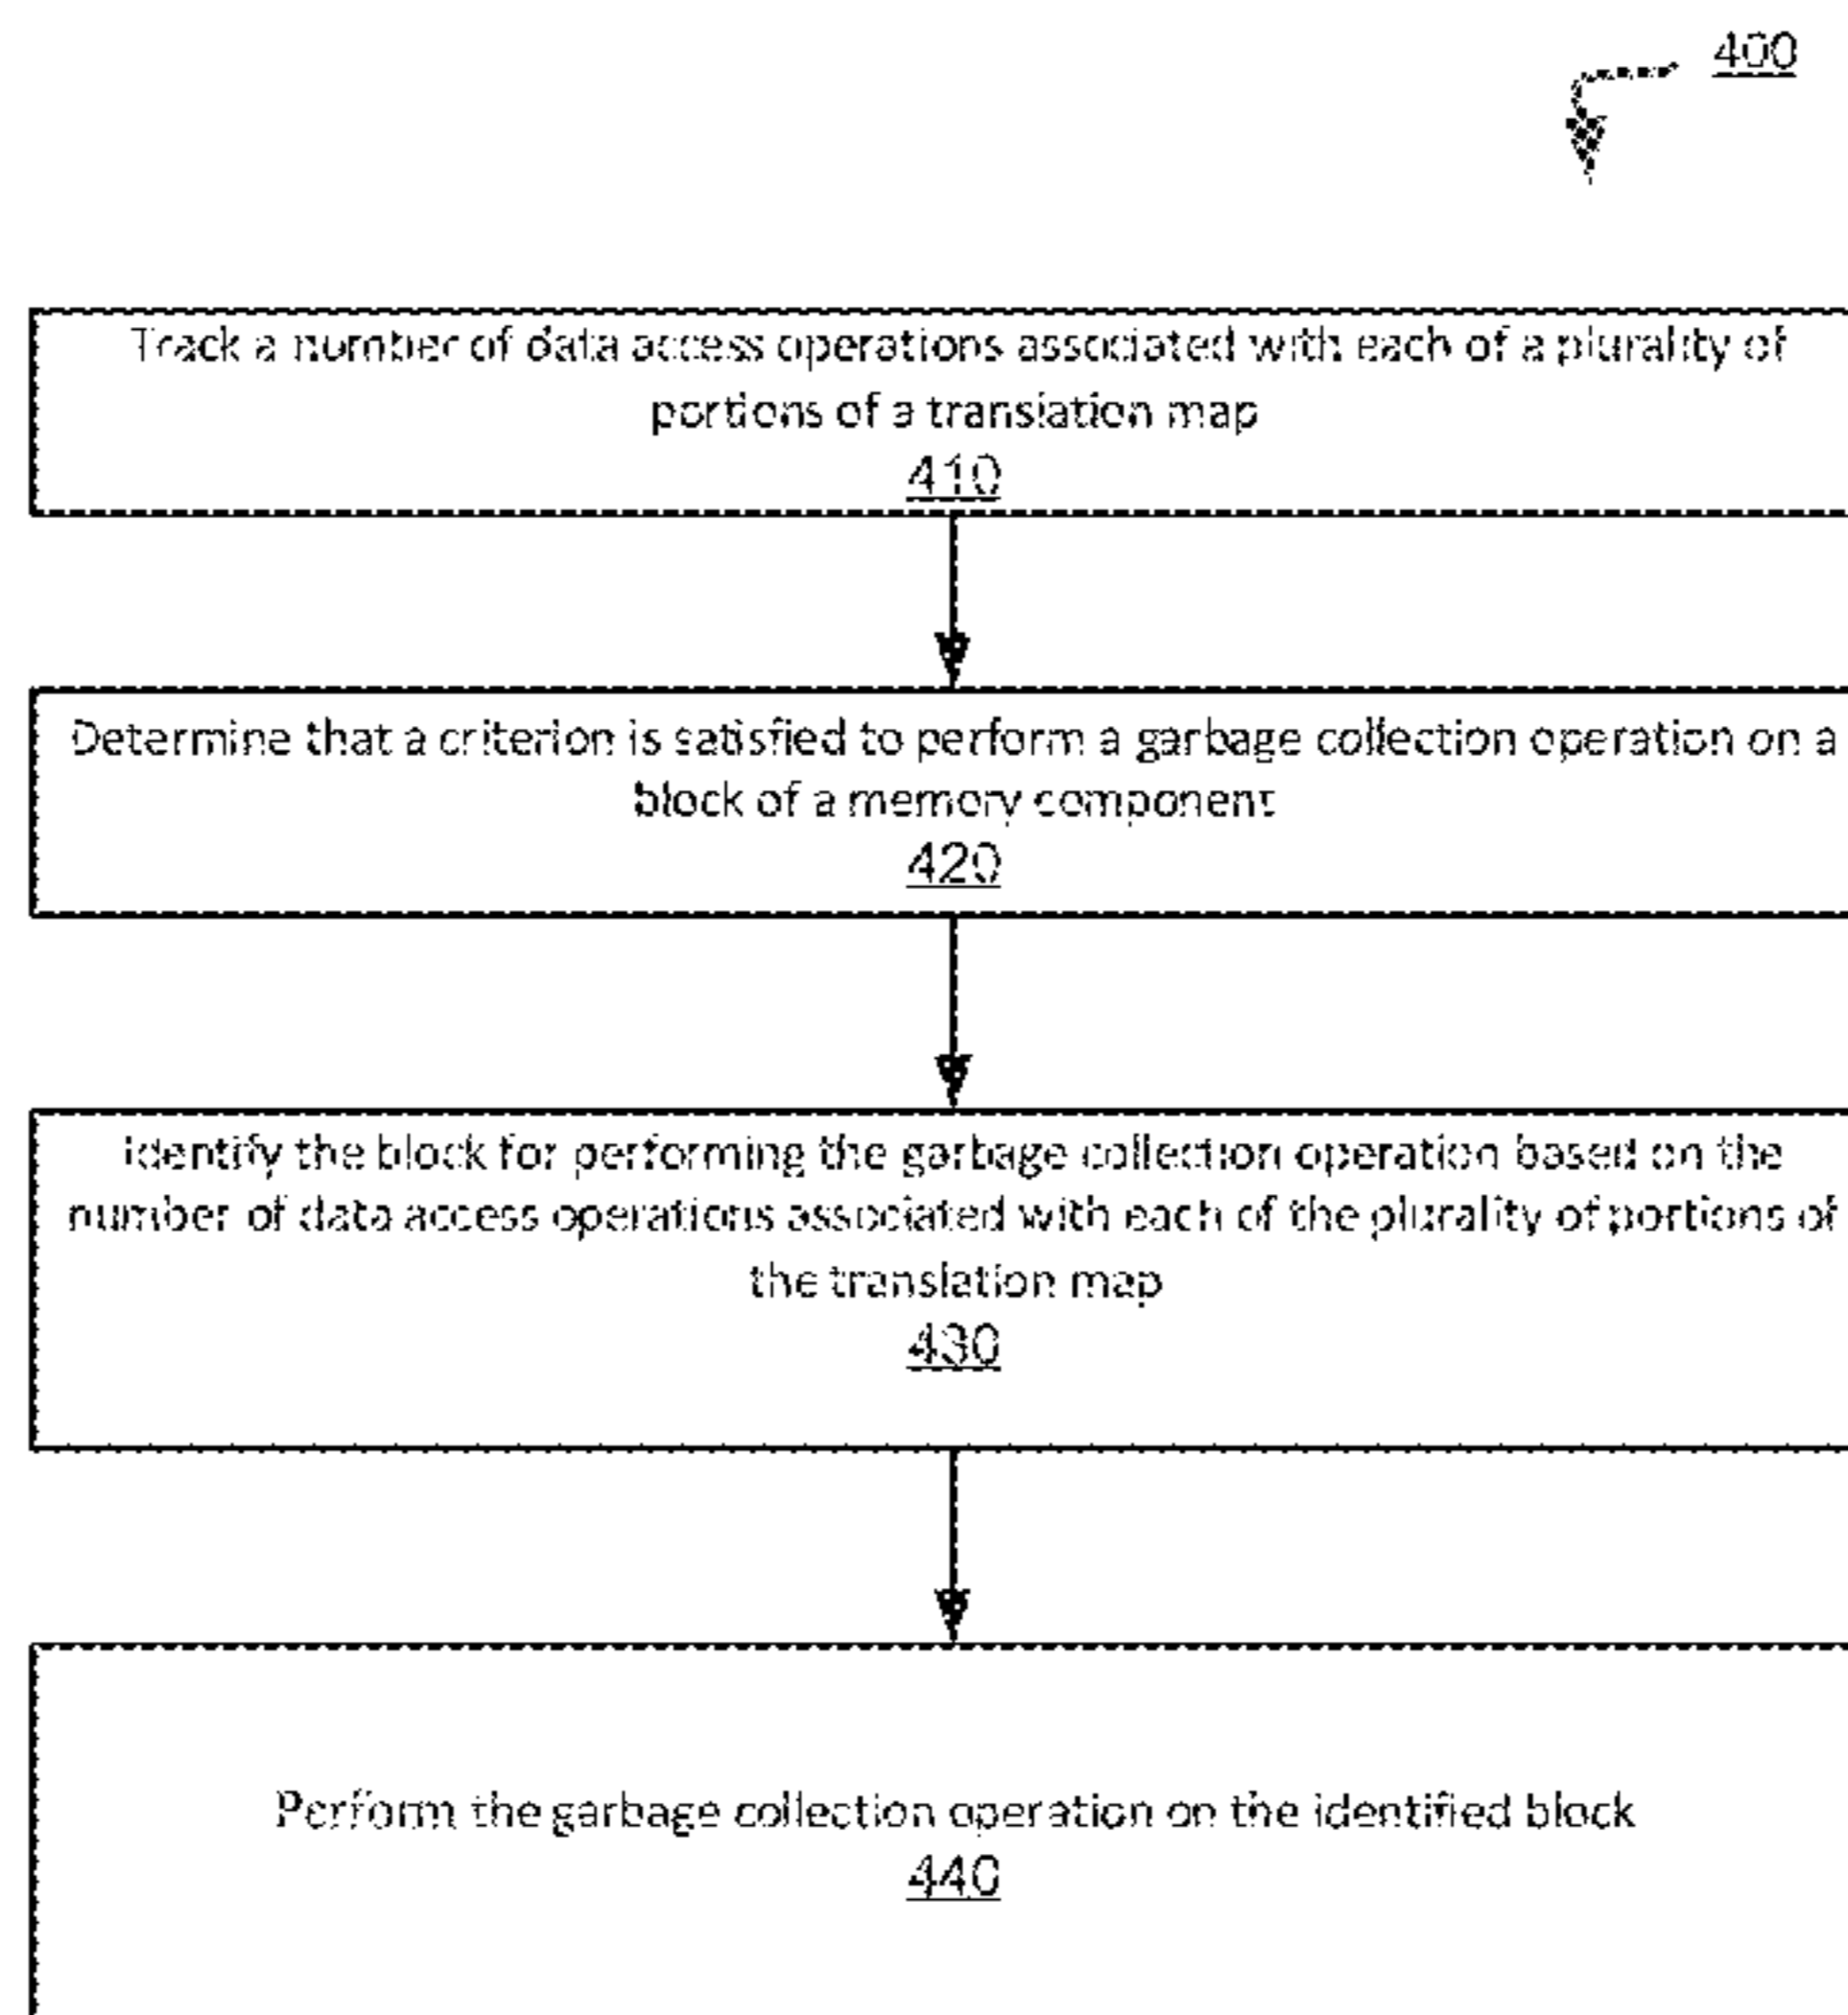 400
Track a number of data access operations associated with each of a plurality of
portions of a translation map
410
Determine that a criterion is satisfied to perform a garbage collection operation on a
block of a memory component
420
Identify the block for performing the garbage collection operation based on the
number of data access operations associated with each of the plurality of portions of
the translation map
430
Perform the garbage collection operation on the identified block
440